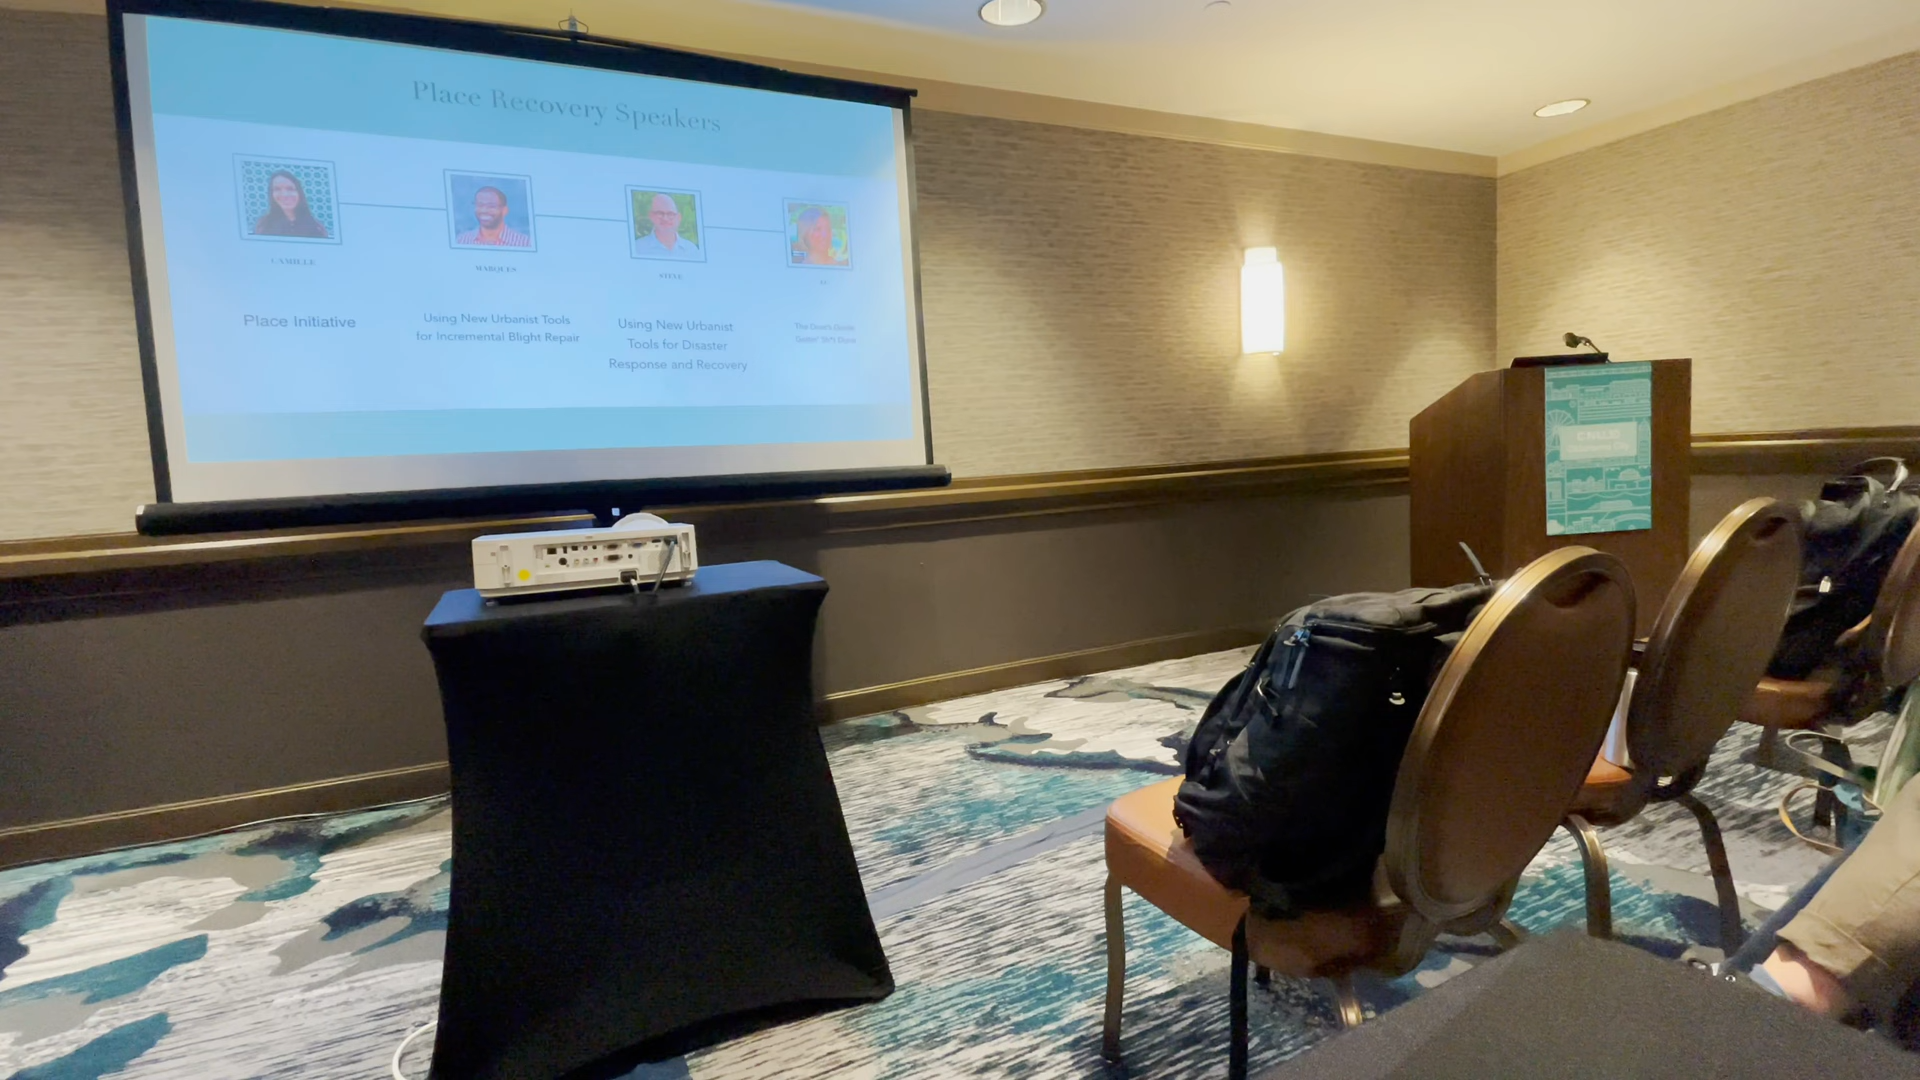 Place Recovery Speakers
CAMILLE
MARQUES
STEVE
Place Initiative
Using New Urbanist Tools
for Incremental Blight Repair
Using New Urbanist
Tools for Disaster
Response and Recovery